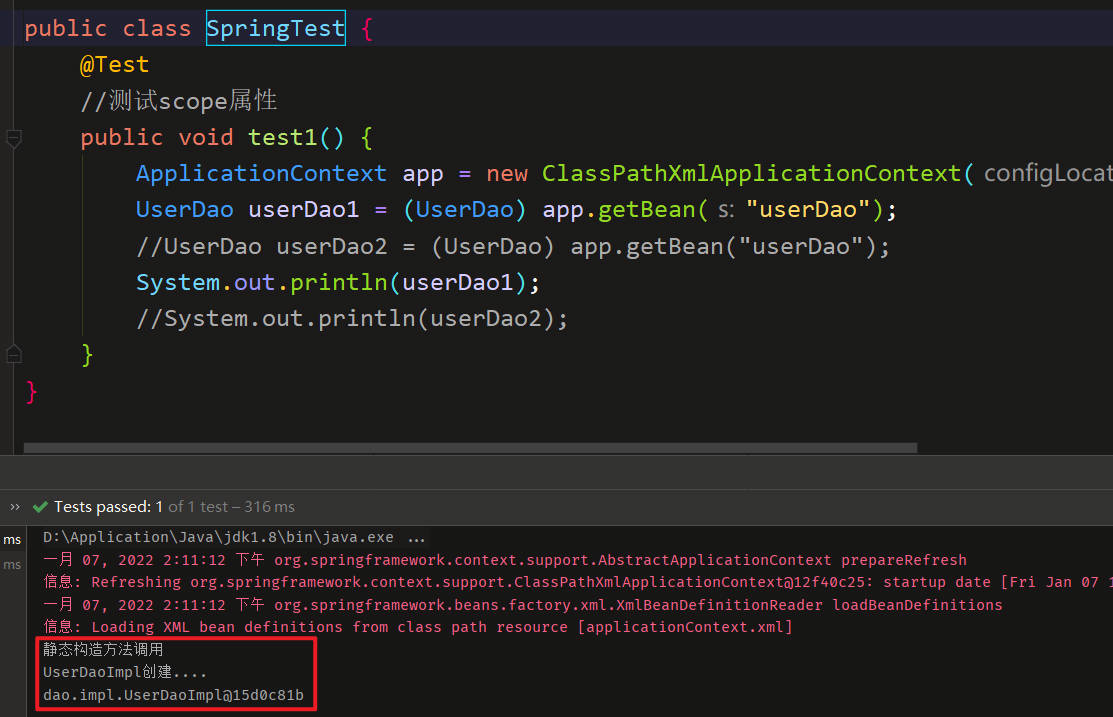 public class SpringTest {
@Test
//测试scope属性
public void test1() {
ApplicationContext app = new ClassPathXmlApplicationContext( configLocat
UserDao userDao1 = (UserDao) app.getBean( s: "userDao");
//UserDao userDao2 = (UserDao) app.getBean("userDao");
System.out.println(userDao1);
//System.out.println(userDao2);
}
}
›› Tests passed: 1 of 1 test – 316 ms
ms D:\Application\Java\jdk1.8\bin\java.exe ...
一月 07, 2022 2:11:12 下午 org.springframework.context.support.AbstractApplicationContext prepareRefresh
ms 信息: Refreshing org.springframework.context.support.ClassPathXmlApplicationContext@12f40c25: startup date [Fri Jan 07 1
一月 07, 2022 2:11:12 下午 org.springframework.beans.factory.xml.XmlBeanDefinitionReader loadBeanDefinitions
信息: Loading XML bean definitions from class path resource [applicationContext.xml]
静态构造方法调用
UserDaoImpl创建....
dao.impl.UserDaoImpl@15d0c81b